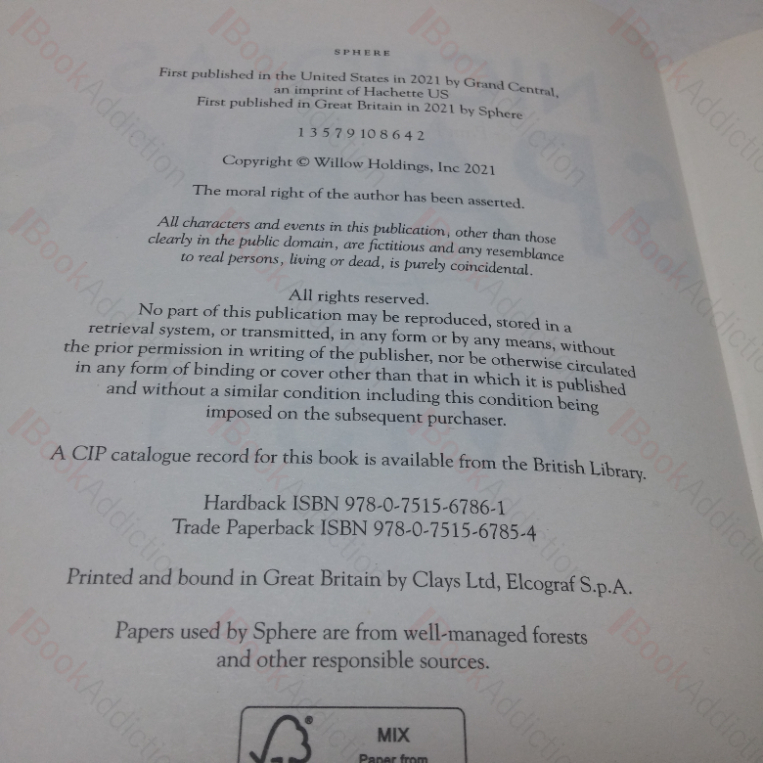 SPHERE
First published in the United States in 2021 by Grand Central,
an imprint of Hachette US
First published in Great Britain in 2021 by Sphere
1 3 5 7 9 10 8 6 4 2
Copyright © Willow Holdings, Inc 2021
The moral right of the author has been asserted.
All characters and events in this publication, other than those
clearly in the public domain, are fictitious and any resemblance
to real persons, living or dead, is purely coincidental.
All rights reserved.
No part of this publication may be reproduced, stored in a
retrieval system, or transmitted, in any form or by any means, without
the prior permission in writing of the publisher, nor be otherwise circulated
in any form of binding or cover other than that in which it is published
and without a similar condition including this condition being
imposed on the subsequent purchaser.
A CIP catalogue record for this book is available from the British Library.
Hardback ISBN 978-0-7515-6786-1
Trade Paperback ISBN 978-0-7515-6785-4
Printed and bound in Great Britain by Clays Ltd, Elcograf S.p.A.
Papers used by Sphere are from well-managed forests
and other responsible sources.
MIX
Paper from
BookAddiction